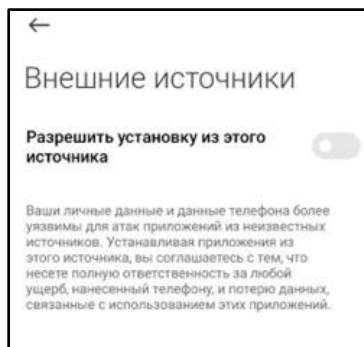 Внешние источники
Разрешить установку из этого
источника
Ваши личные данные и данные телефона более
уязвимы для атак приложений из неизвестных
источников. Устанавливая приложения из
этого источника, вы соглашаетесь с тем, что
несете полную ответственность за любой
ущерб, нанесенный телефону, и потерю данных,
связанные с использованием этих приложений.